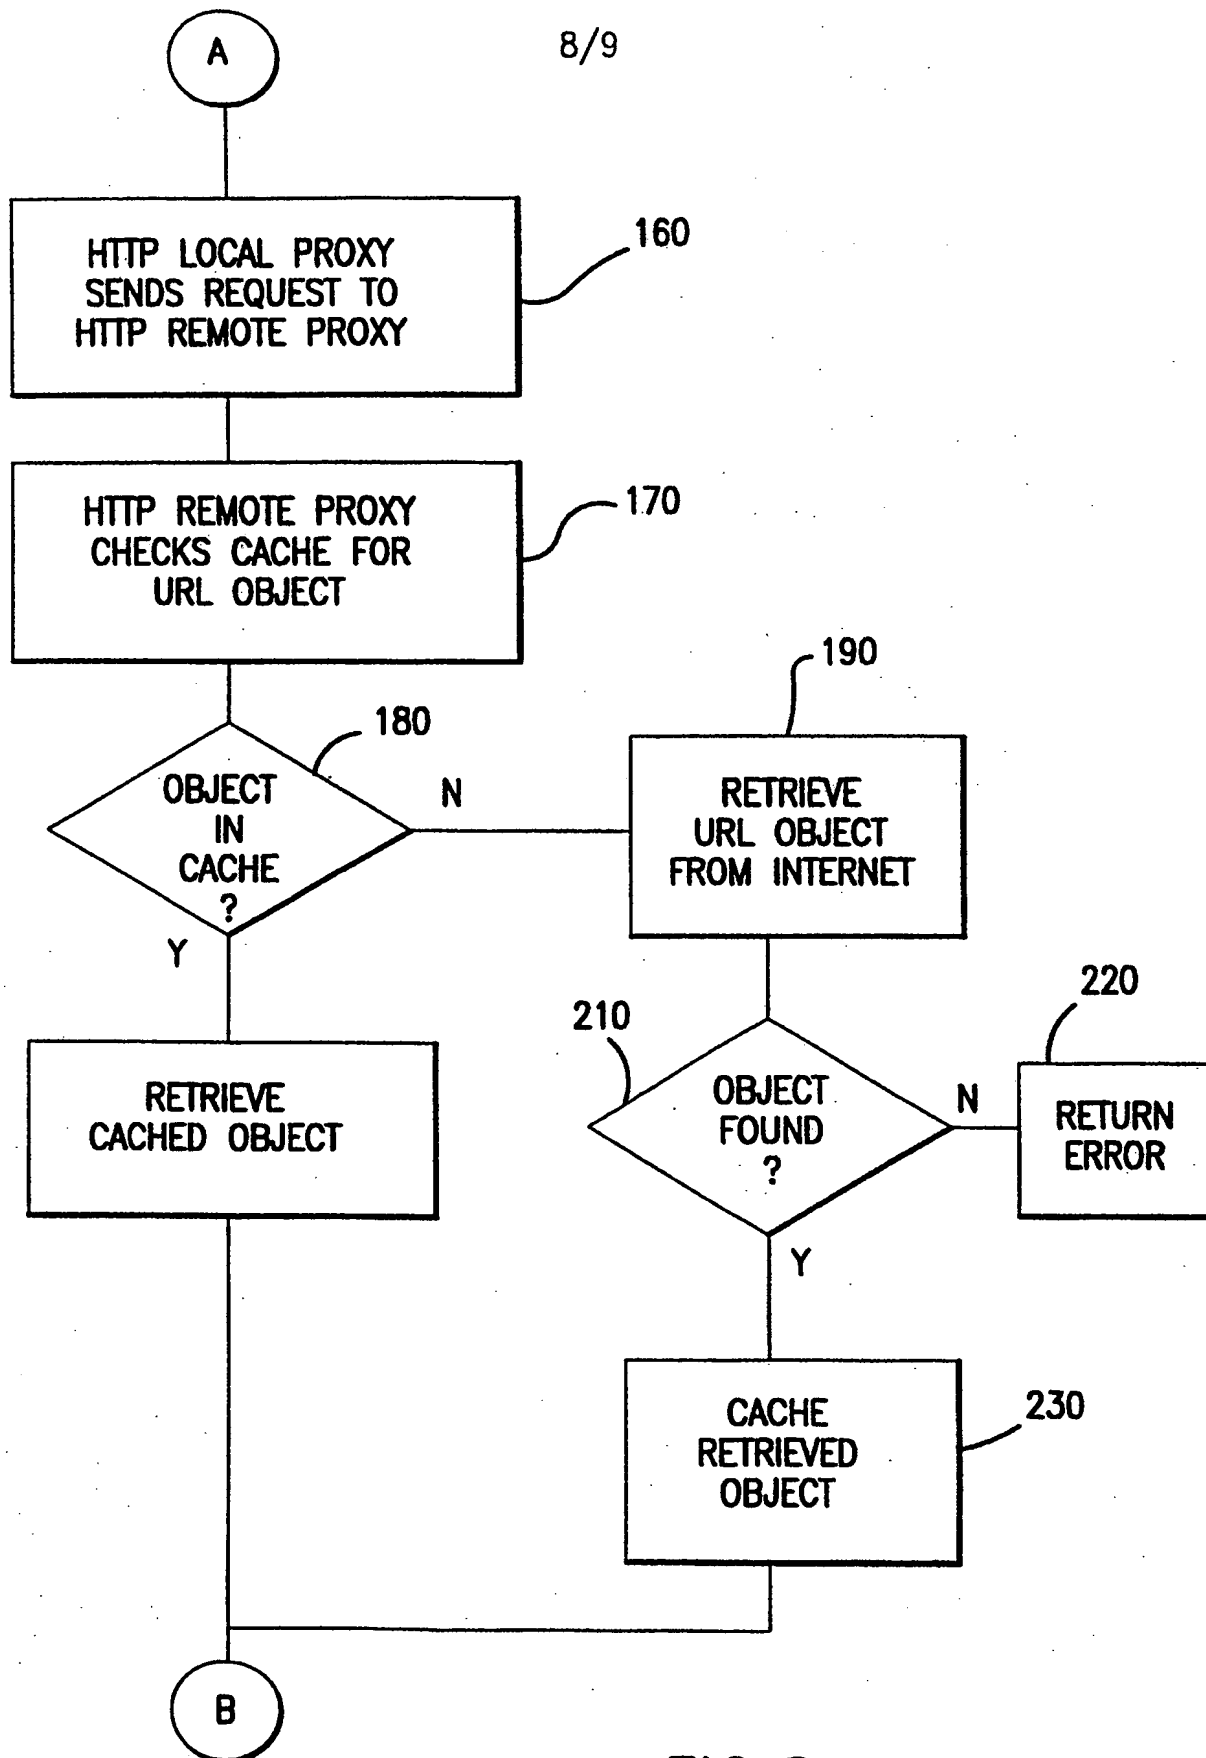 A
8/9
HTTP LOCAL PROXY
SENDS REQUEST TO
HTTP REMOTE PROXY
160
HTTP REMOTE PROXY
CHECKS CACHE FOR
URL OBJECT
170
180
OBJECT
IN
CACHE
?
N
Y
190
RETRIEVE
URL OBJECT
FROM INTERNET
RETRIEVE
CACHED OBJECT
210
OBJECT
FOUND
?
N
Y
220
RETURN
ERROR
CACHE
RETRIEVED
OBJECT
230
B